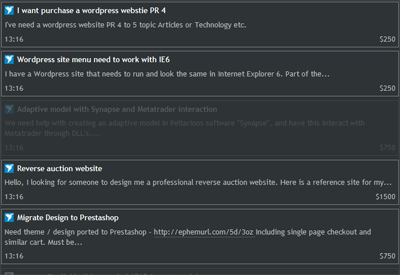 I want purchase a wordpress webstie PR 4
I've need a wordpress website PR 4 to 5 topic Articles or Technology etc.
13:16 $250
Wordpress site menu need to work with IE6
I have a Wordpress site that needs to run and look the same in Internet Explorer 6. Part of the...
13:16 $250
Adaptive model with Synapse and Metatrader Interaction
We need help with creating an adaptive model in Peltarions software "Synapse", and have this interact with
Metatrader through DLL's....
13:16 $750
Reverse auction website
Hello, I looking for someone to design me a professional reverse auction website. Here is a reference site for my...
13:16 $1500
Migrate Design to Prestashop
Need theme / design ported to Prestashop - http://ephemurl.com/5d/3oz Including single page checkout and
similar cart. Must be...
13:16 $750